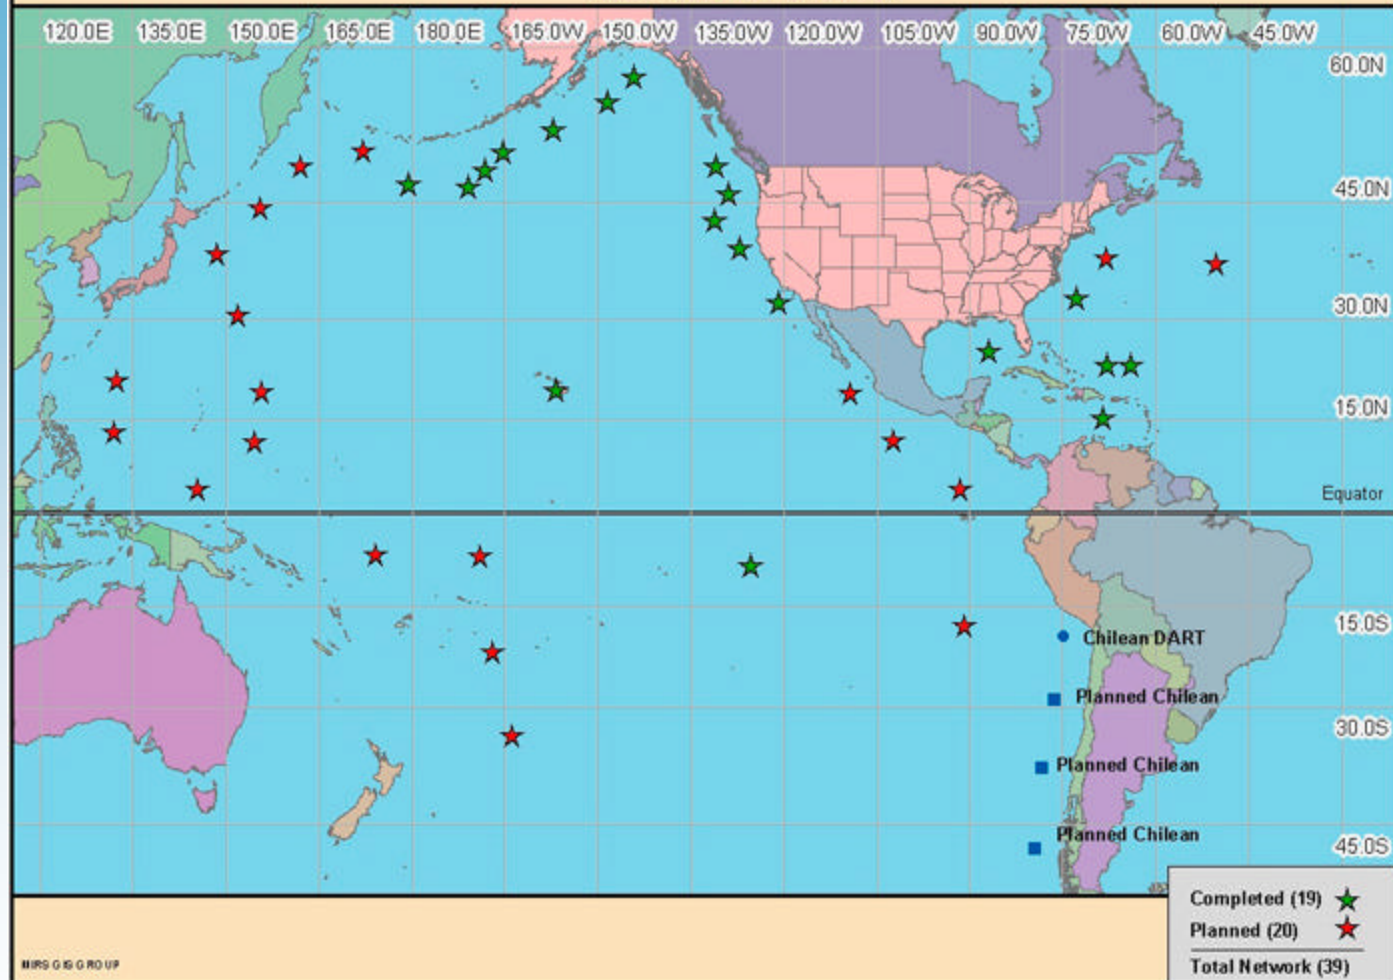 120.0E 135.0E 150.0E 165.0E 180.0E 165.0W 150.0W 135.0W 120.0W 105.0W 90.0W 75.0W 60.0W 45.0W
60.0N
45.0N
30.0N
15.0N
Equator
15.0S
Chilean DART
Planned Chilean
30.0S
Planned Chilean
Planned Chilean
45.0S
Completed (19)
Planned (20)
Total Network (39)
MIRS GIS GROUP